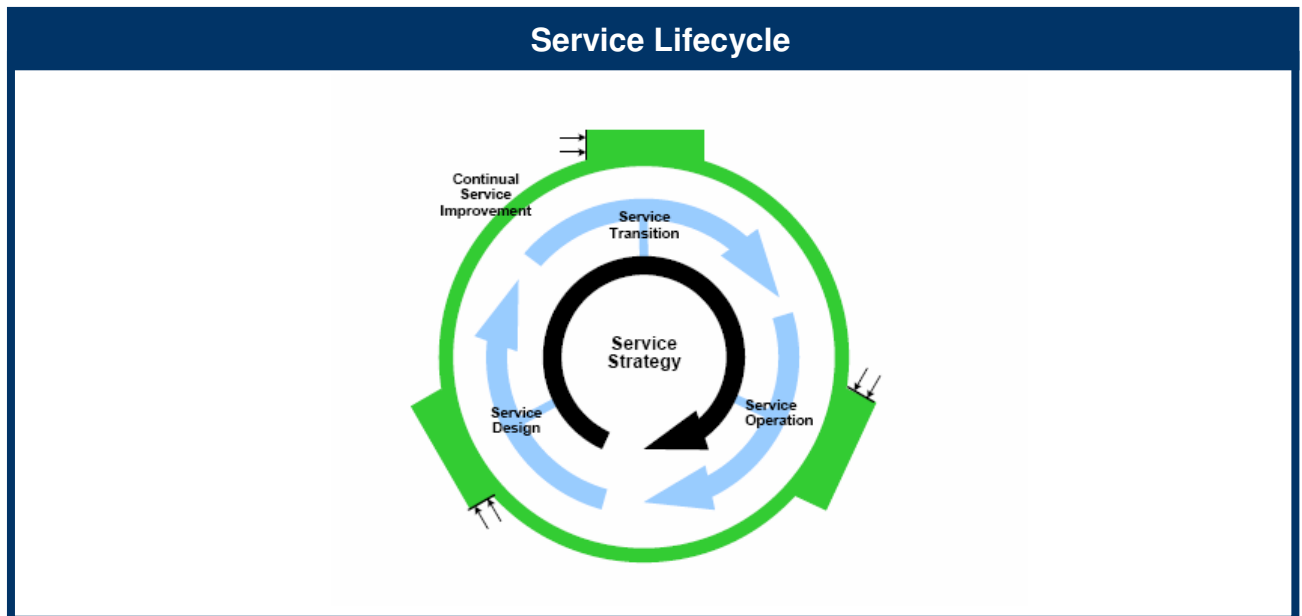 Service Lifecycle
Continual
Service
Improvement
Service
Transition
Service
Strategy
Service
Design
Service
Operation